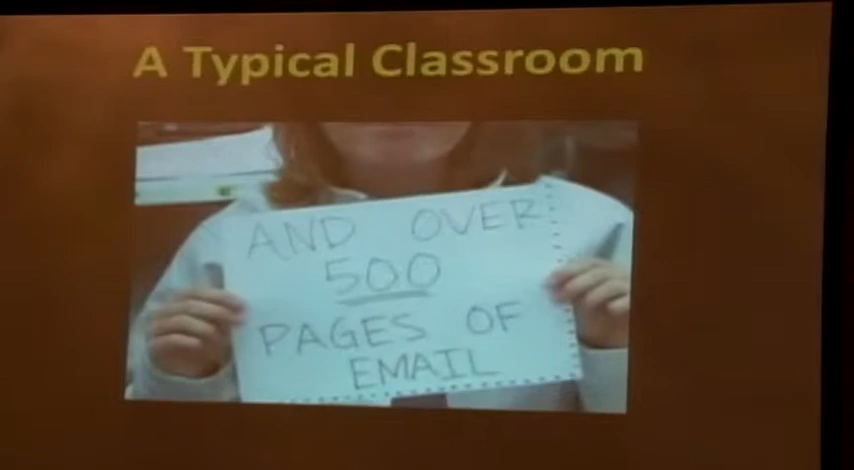 A Typical Classroom
AND OVER
500
PAGES OF
EMAIL